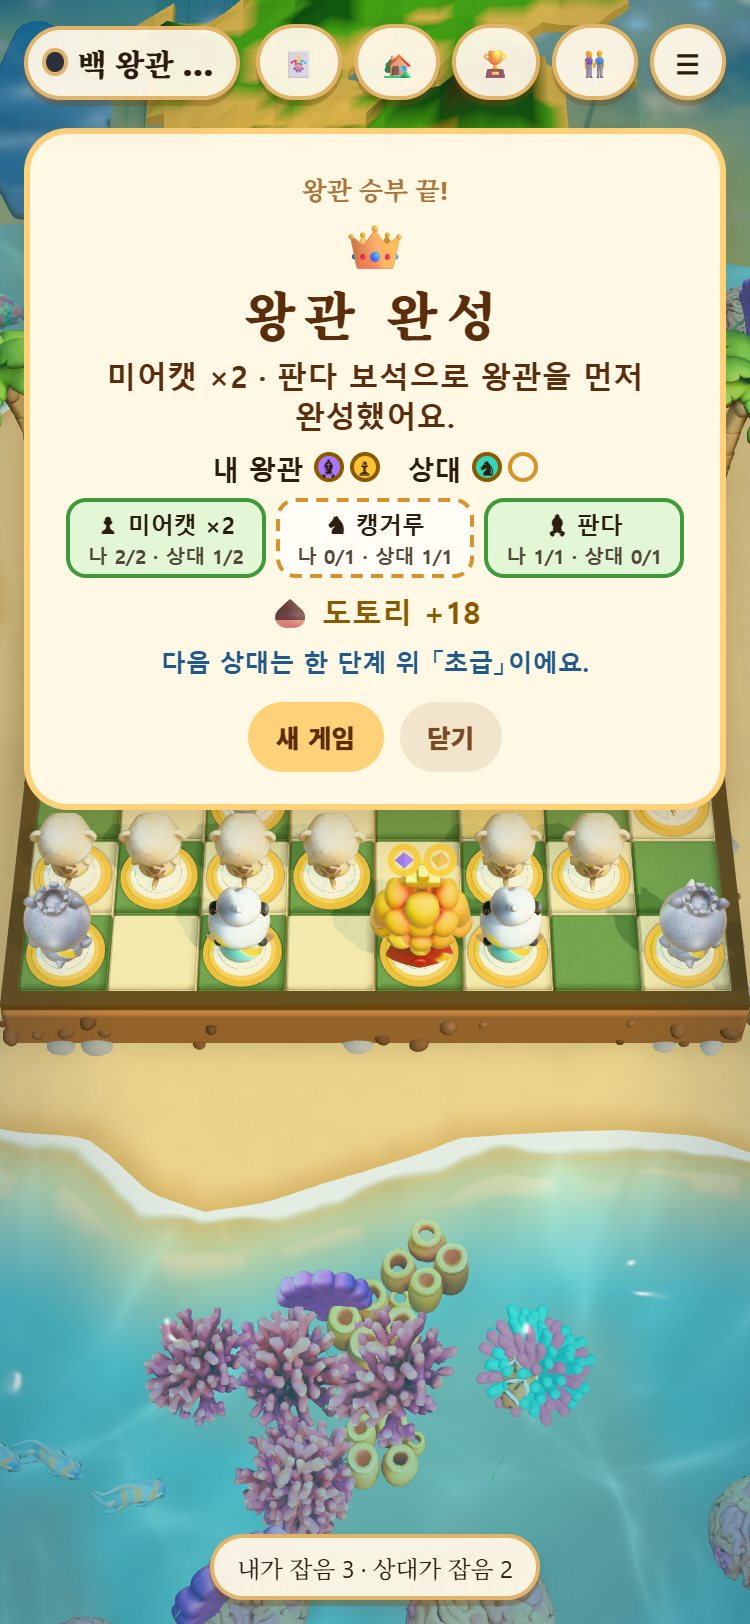 백 왕관 ...
왕관 승부 끝!
왕관 완성
미어캣 ×2 · 판다 보석으로 왕관을 먼저
완성했어요.
내 왕관 상대
미어캣 ×2
나 2/2 · 상대 1/2
캥거루
나 0/1 · 상대 1/1
판다
나 1/1 · 상대 0/1
도토리 +18
다음 상대는 한 단계 위 「초급」이에요.
새 게임 닫기
내가 잡음 3 · 상대가 잡음 2